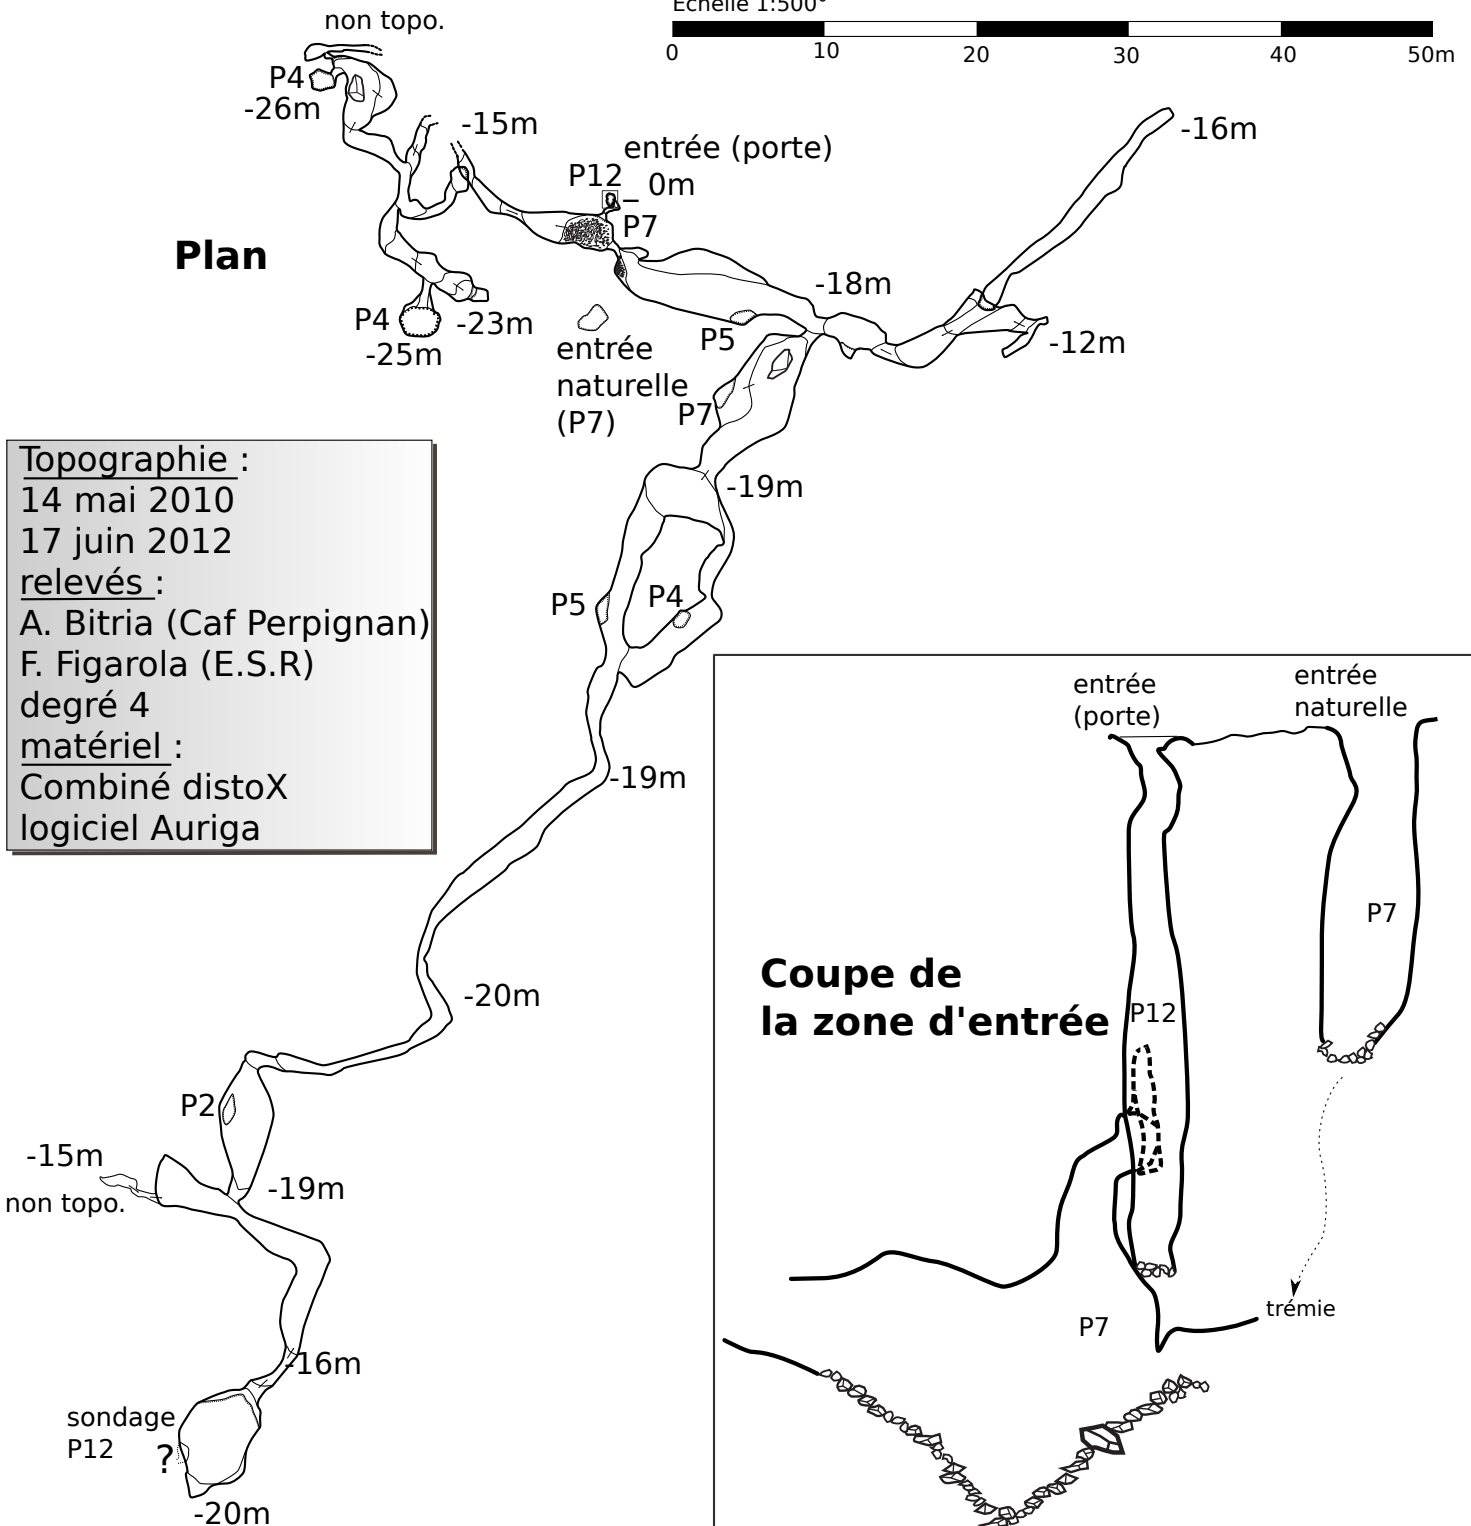 Echelle 1:500°
0 10 20 30 40 50m
non topo.
P4
-26m
-15m
entrée (porte)
P12
0m
P7
-16m
Plan
-18m
P4
-23m
-25m
P5
-12m
entrée
naturelle
(P7)
P7
-19m
Topographie :
14 mai 2010
17 juin 2012
relevés :
A. Bitria (Caf Perpignan)
F. Figarola (E.S.R)
degré 4
matériel :
Combiné distoX
logiciel Auriga
P5
P4
-19m
-20m
P2
-15m
non topo.
-19m
-16m
sondage
P12
?
-20m
entrée
(porte)
entrée
naturelle
P7
Coupe de
la zone d'entrée
P12
trémie
P7